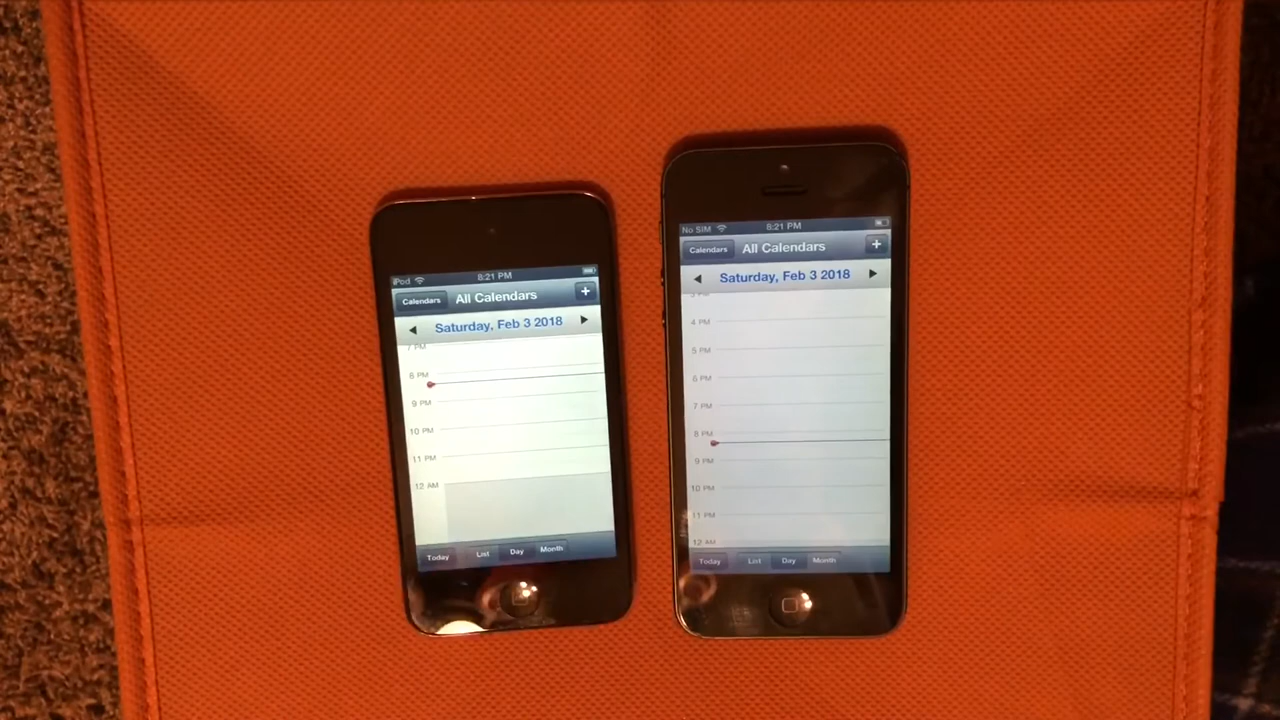 iPod 8:21 PM
Calendars All Calendars +
Saturday, Feb 3 2018
7 PM
8 PM
9 PM
10 PM
11 PM
12 AM
Today List Day Month
No SIM 8:21 PM
Calendars All Calendars +
Saturday, Feb 3 2018
3 PM
4 PM
5 PM
6 PM
7 PM
8 PM
9 PM
10 PM
11 PM
12 AM
Today List Day Month